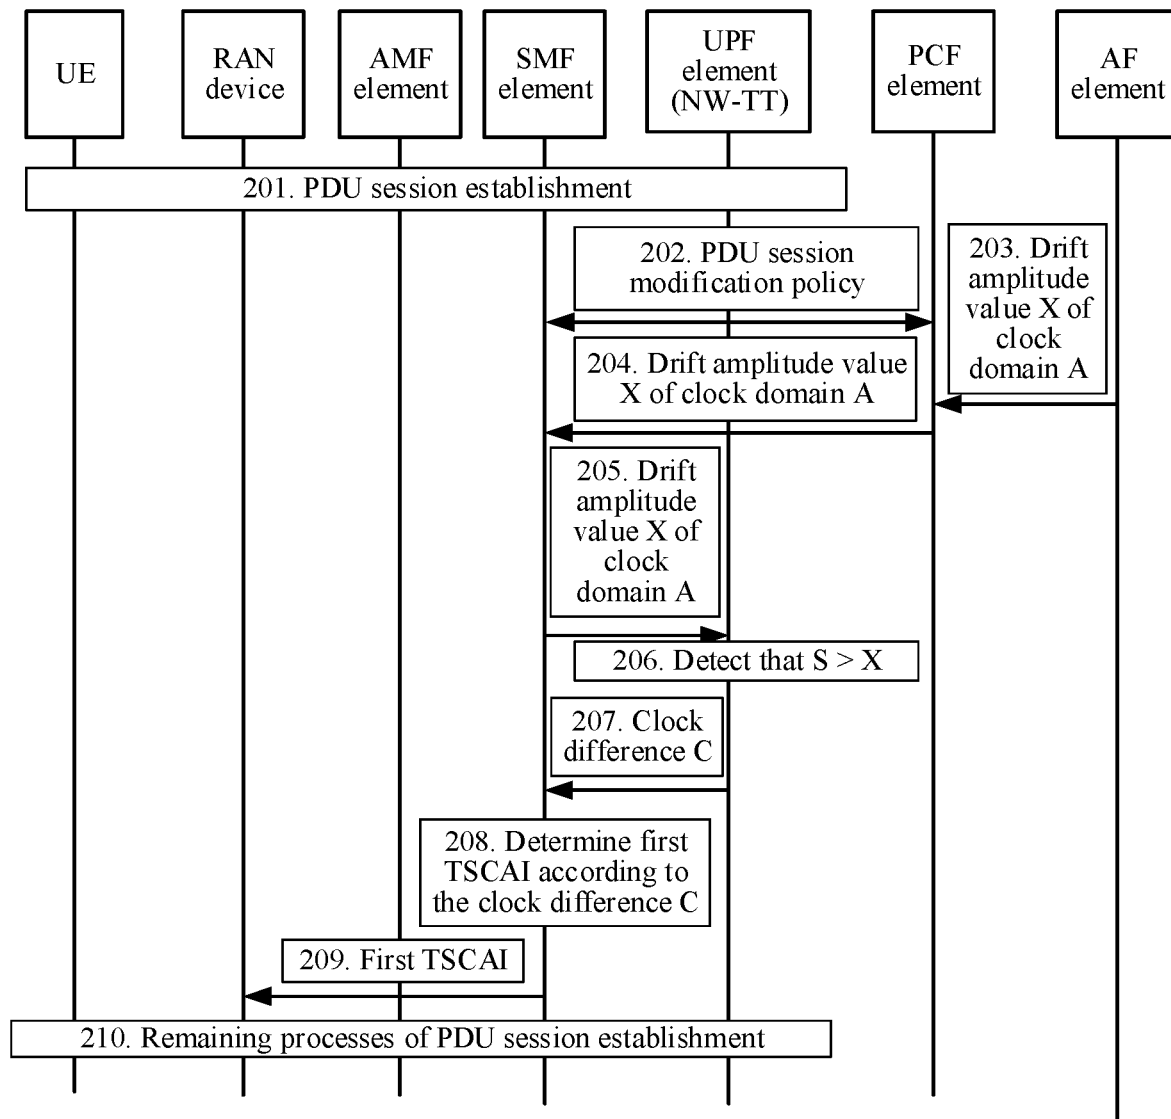 UE
RAN
device
AMF
element
SMF
element
UPF
element
(NW-TT)
PCF
element
AF
element
201. PDU session establishment
202. PDU session
modification policy
203. Drift
amplitude
value X of
clock
domain A
204. Drift amplitude value
X of clock domain A
205. Drift
amplitude
value X of
clock
domain A
206. Detect that S > X
207. Clock
difference C
208. Determine first
TSCAI according to
the clock difference C
209. First TSCAI
210. Remaining processes of PDU session establishment